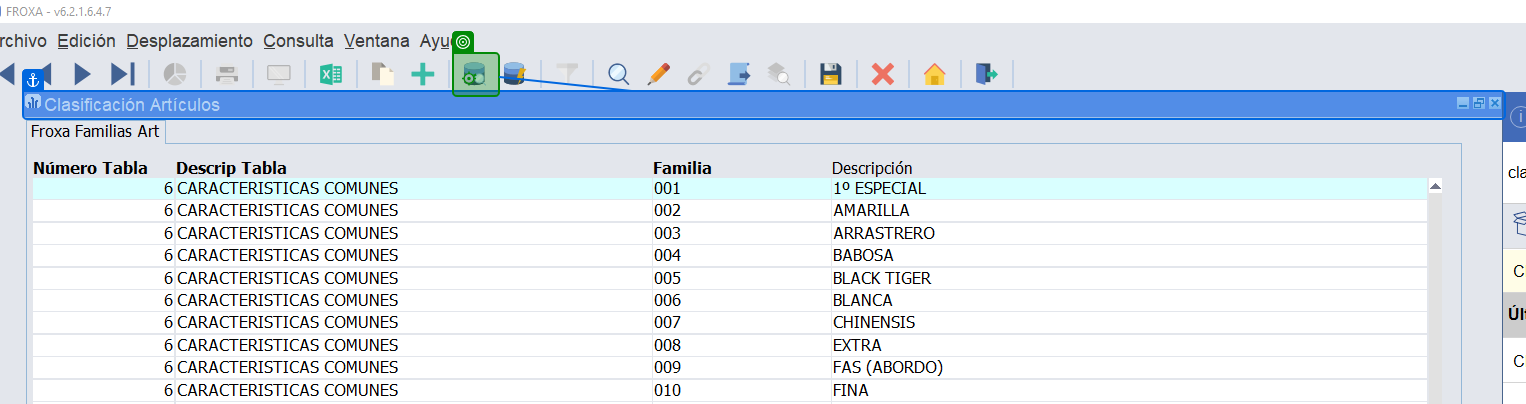 FROXA - v6.2.1.6.4.7
rchivo Edición Desplazamiento Consulta Ventana Ayu
Clasificación Artículos
Froxa Familias Art
Número Tabla Descrip Tabla Familia Descripción
6 CARACTERISTICAS COMUNES 001 1º ESPECIAL
6 CARACTERISTICAS COMUNES 002 AMARILLA
6 CARACTERISTICAS COMUNES 003 ARRASTRERO
6 CARACTERISTICAS COMUNES 004 BABOSA
6 CARACTERISTICAS COMUNES 005 BLACK TIGER
6 CARACTERISTICAS COMUNES 006 BLANCA
6 CARACTERISTICAS COMUNES 007 CHINENSIS
6 CARACTERISTICAS COMUNES 008 EXTRA
6 CARACTERISTICAS COMUNES 009 FAS (ABORDO)
6 CARACTERISTICAS COMUNES 010 FINA
cla
C
Úl
C